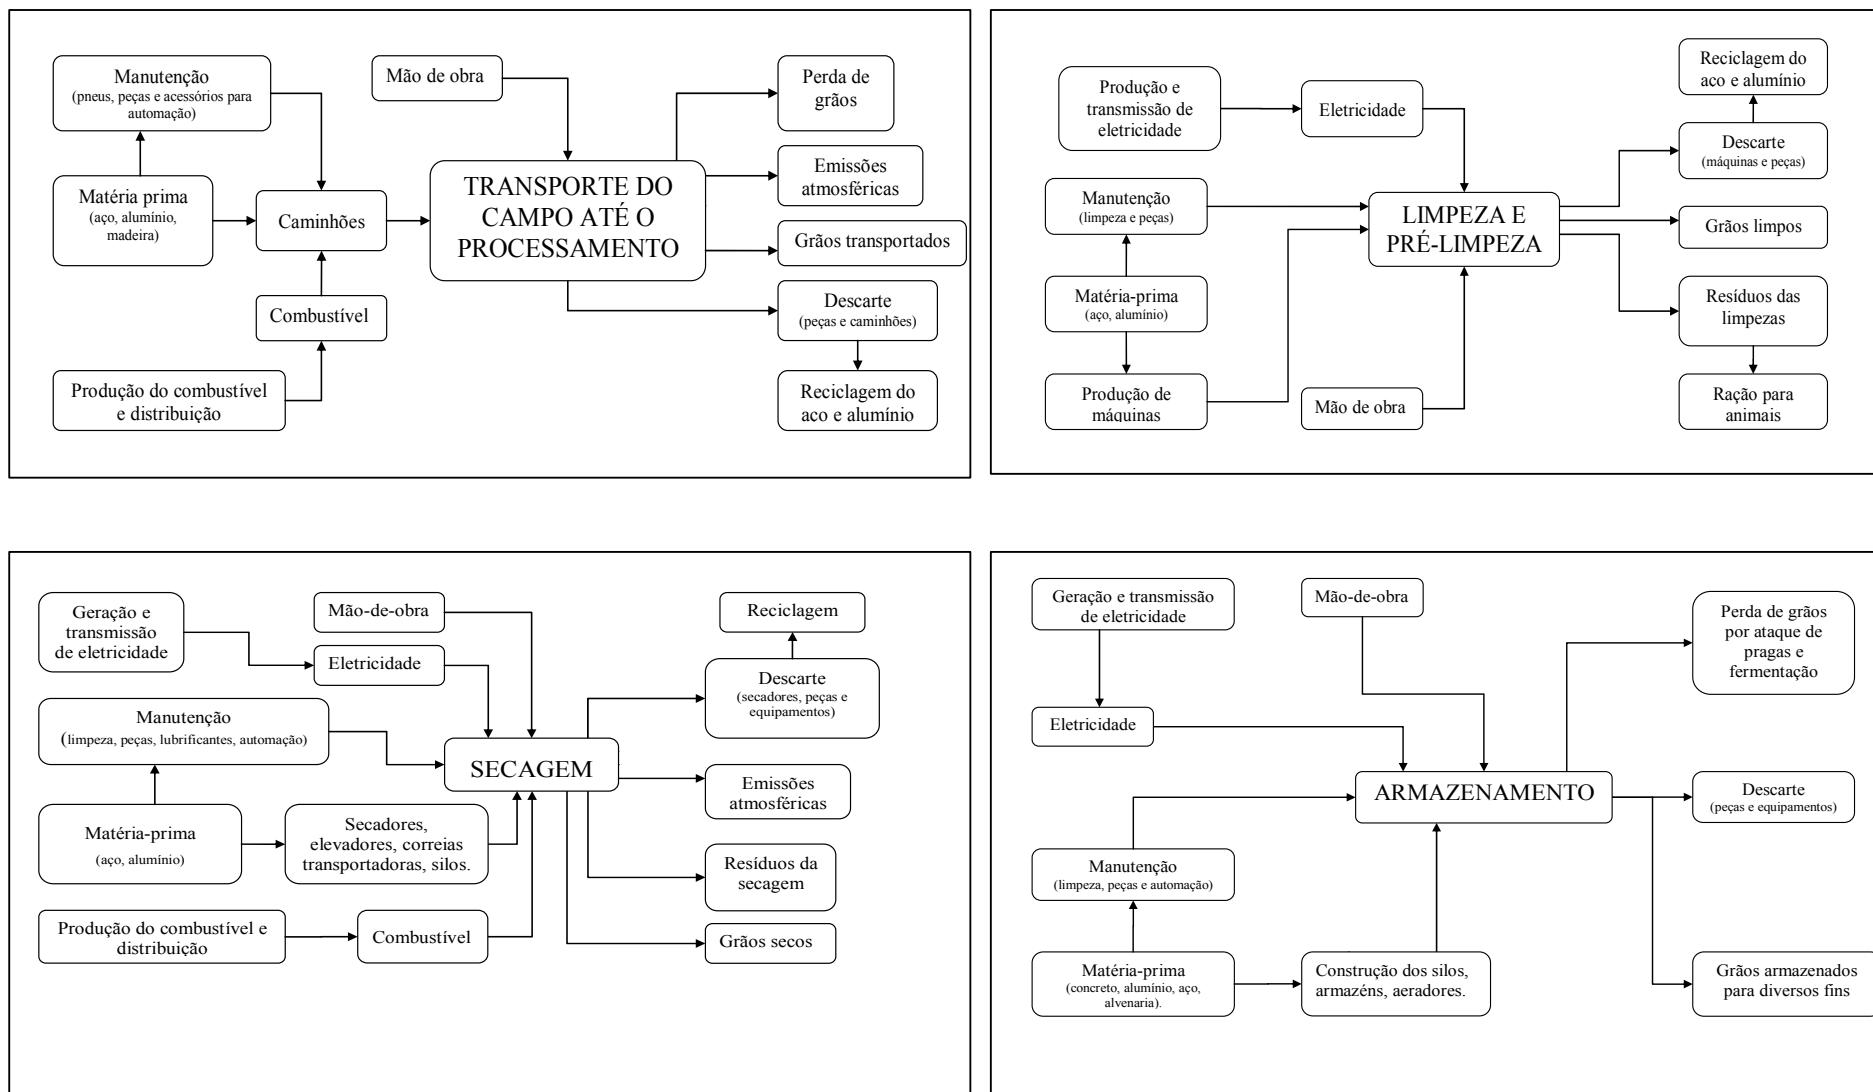 Manutenção
(pneus, peças e acessórios para
automação)
Mão de obra
Perda de
grãos
Matéria prima
(aço, alumínio,
madeira)
Caminhões
TRANSPORTE DO
CAMPO ATÉ O
PROCESSAMENTO
Emissões
atmosféricas
Grãos transportados
Combustível
Descarte
(peças e caminhões)
Produção do combustível
e distribuição
Reciclagem do
aço e alumínio
Produção e
transmissão de
eletricidade
Eletricidade
Reciclagem do
aço e alumínio
Descarte
(máquinas e peças)
Manutenção
(limpeza e peças)
LIMPEZA E
PRÉ-LIMPEZA
Grãos limpos
Matéria-prima
(aço, alumínio)
Resíduos das
limpezas
Produção de
máquinas
Mão de obra
Ração para
animais
Geração e
transmissão
de eletricidade
Mão-de-obra
Eletricidade
Reciclagem
Descarte
(secadores, peças e
equipamentos)
Manutenção
(limpeza, peças, lubrificantes, automação)
SECAGEM
Emissões
atmosféricas
Matéria-prima
(aço, alumínio)
Secadores,
elevadores, correias
transportadoras, silos.
Resíduos da
secagem
Produção do combustível e
distribuição
Combustível
Grãos secos
Geração e transmissão
de eletricidade
Mão-de-obra
Perda de grãos
por ataque de
pragas e
fermentação
Eletricidade
ARMAZENAMENTO
Descarte
(peças e equipamentos)
Manutenção
(limpeza, peças e automação)
Matéria-prima
(concreto, alumínio, aço,
alvenaria).
Construção dos silos,
armazéns, aeradores.
Grãos armazenados
para diversos fins